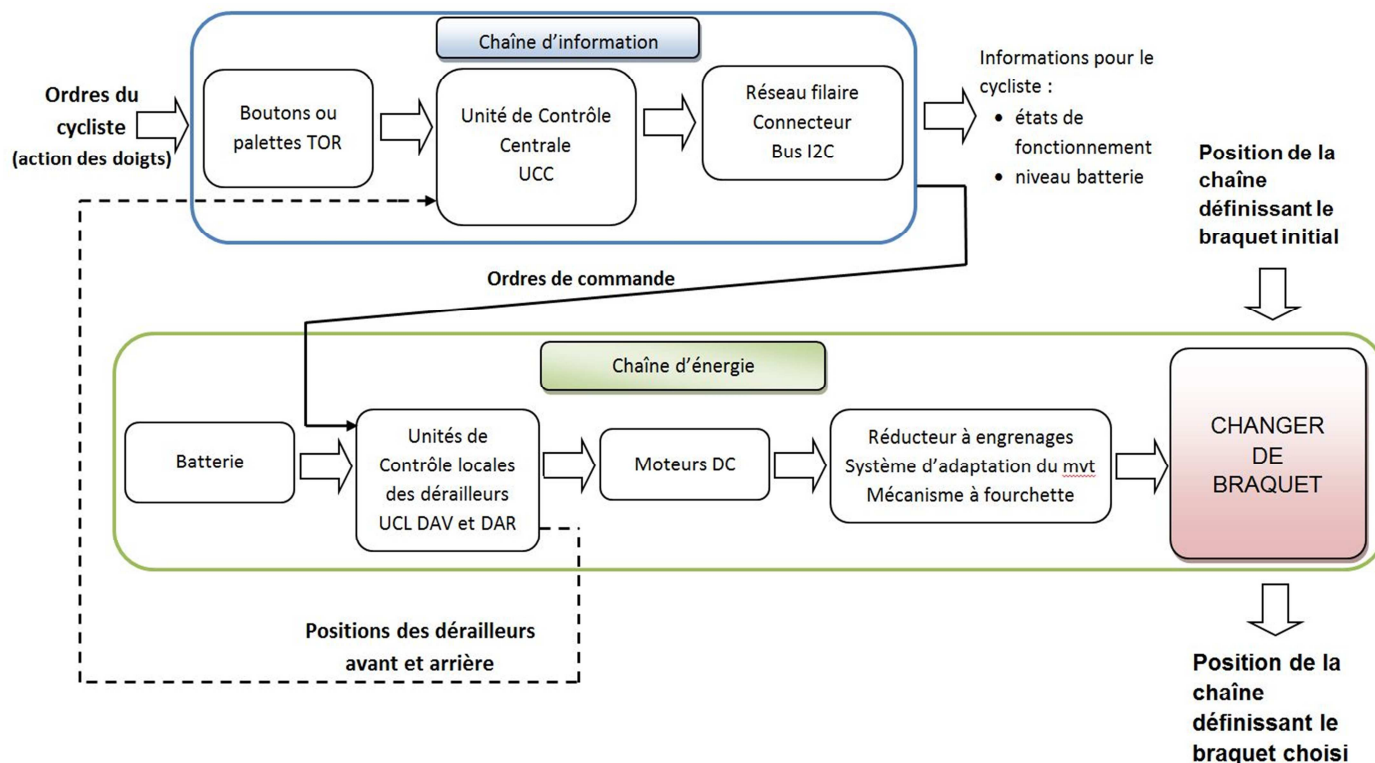 Chaîne d'information
Ordres du
cycliste
(action des doigts)
Boutons ou
palettes TOR
Unité de Contrôle
Centrale
UCC
Réseau filaire
Connecteur
Bus I2C
Informations pour le
cycliste :
• états de
fonctionnement
• niveau batterie
Position de la
chaîne
définissant le
braquet initial
Ordres de commande
Chaîne d'énergie
Batterie
Unités de
Contrôle locales
des dérailleurs
UCL DAV et DAR
Moteurs DC
Réducteur à engrenages
Système d'adaptation du mvt
Mécanisme à fourchette
CHANGER
DE
BRAQUET
Positions des dérailleurs
avant et arrière
Position de la
chaîne
définissant le
braquet choisi